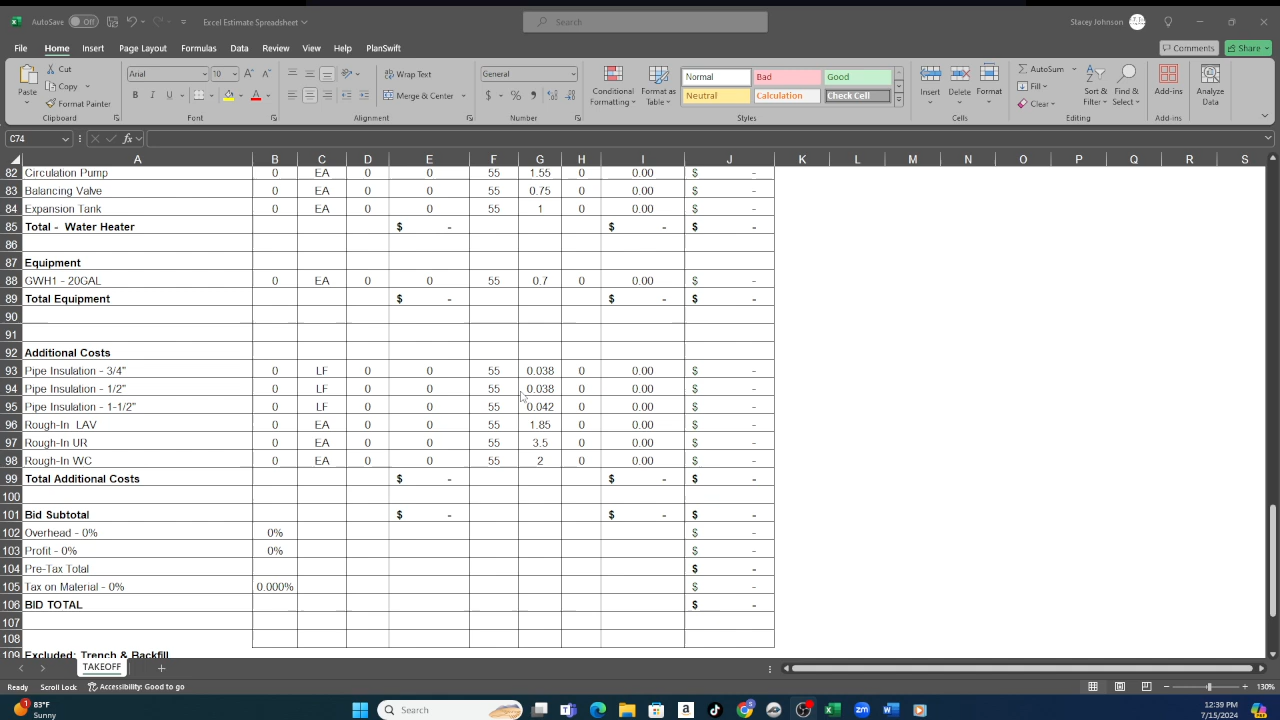 AutoSave Off Excel Estimate Spreadsheet Search Stacey Johnson
File Home Insert Page Layout Formulas Data Review View Help PlanSwift Comments Share
Paste Cut Copy Format Painter Clipboard
Arial 10 A A B I U A Font
Wrap Text Merge & Center Alignment
General $ % , Number
Conditional Formatting Format as Table Normal Bad Good Neutral Calculation Check Cell Styles
Insert Delete Format Cells
AutoSum Fill Clear Sort & Filter Find & Select Editing
Add-ins Add-ins
Analyze Data
C74 fx
A B C D E F G H I J K L M N O P Q R S
82 Circulation Pump 0 EA 0 0 55 1.55 0 0.00 $ -
83 Balancing Valve 0 EA 0 0 55 0.75 0 0.00 $ -
84 Expansion Tank 0 EA 0 0 55 1 0 0.00 $ -
85 Total - Water Heater $ - $ - $ -
86
87 Equipment
88 GWH1 - 20GAL 0 EA 0 0 55 0.7 0 0.00 $ -
89 Total Equipment $ - $ - $ -
90
91
92 Additional Costs
93 Pipe Insulation - 3/4" 0 LF 0 0 55 0.038 0 0.00 $ -
94 Pipe Insulation - 1/2" 0 LF 0 0 55 0.038 0 0.00 $ -
95 Pipe Insulation - 1-1/2" 0 LF 0 0 55 0.042 0 0.00 $ -
96 Rough-In LAV 0 EA 0 0 55 1.85 0 0.00 $ -
97 Rough-In UR 0 EA 0 0 55 3.5 0 0.00 $ -
98 Rough-In WC 0 EA 0 0 55 2 0 0.00 $ -
99 Total Additional Costs $ - $ - $ -
100
101 Bid Subtotal $ - $ - $ -
102 Overhead - 0% 0% $ -
103 Profit - 0% 0% $ -
104 Pre-Tax Total $ -
105 Tax on Material - 0% 0.000% $ -
106 BID TOTAL $ -
107
108
109 Excluded: Trench & Backfill
TAKEOFF
Ready Scroll Lock Accessibility: Good to go 130%
83°F Sunny Search 12:39 PM 7/15/2024